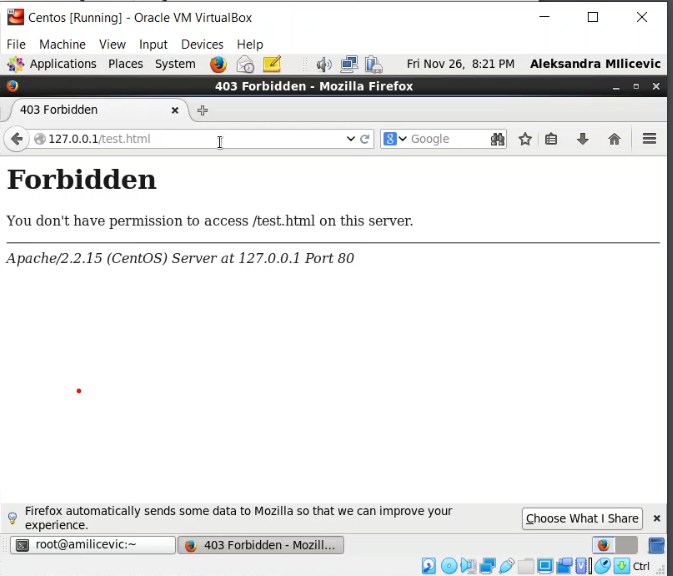 Centos [Running] - Oracle VM VirtualBox
File Machine View Input Devices Help
Applications Places System Fri Nov 26, 8:21 PM Aleksandra MIlicevic
403 Forbidden - Mozilla Firefox
403 Forbidden
127.0.0.1/test.html 8 Google
Forbidden
You don't have permission to access /test.html on this server.
Apache/2.2.15 (CentOS) Server at 127.0.0.1 Port 80
Firefox automatically sends some data to Mozilla so that we can improve your
experience.
Choose What I Share
root@amilicevic:~ 403 Forbidden - Mozill...
Ctrl